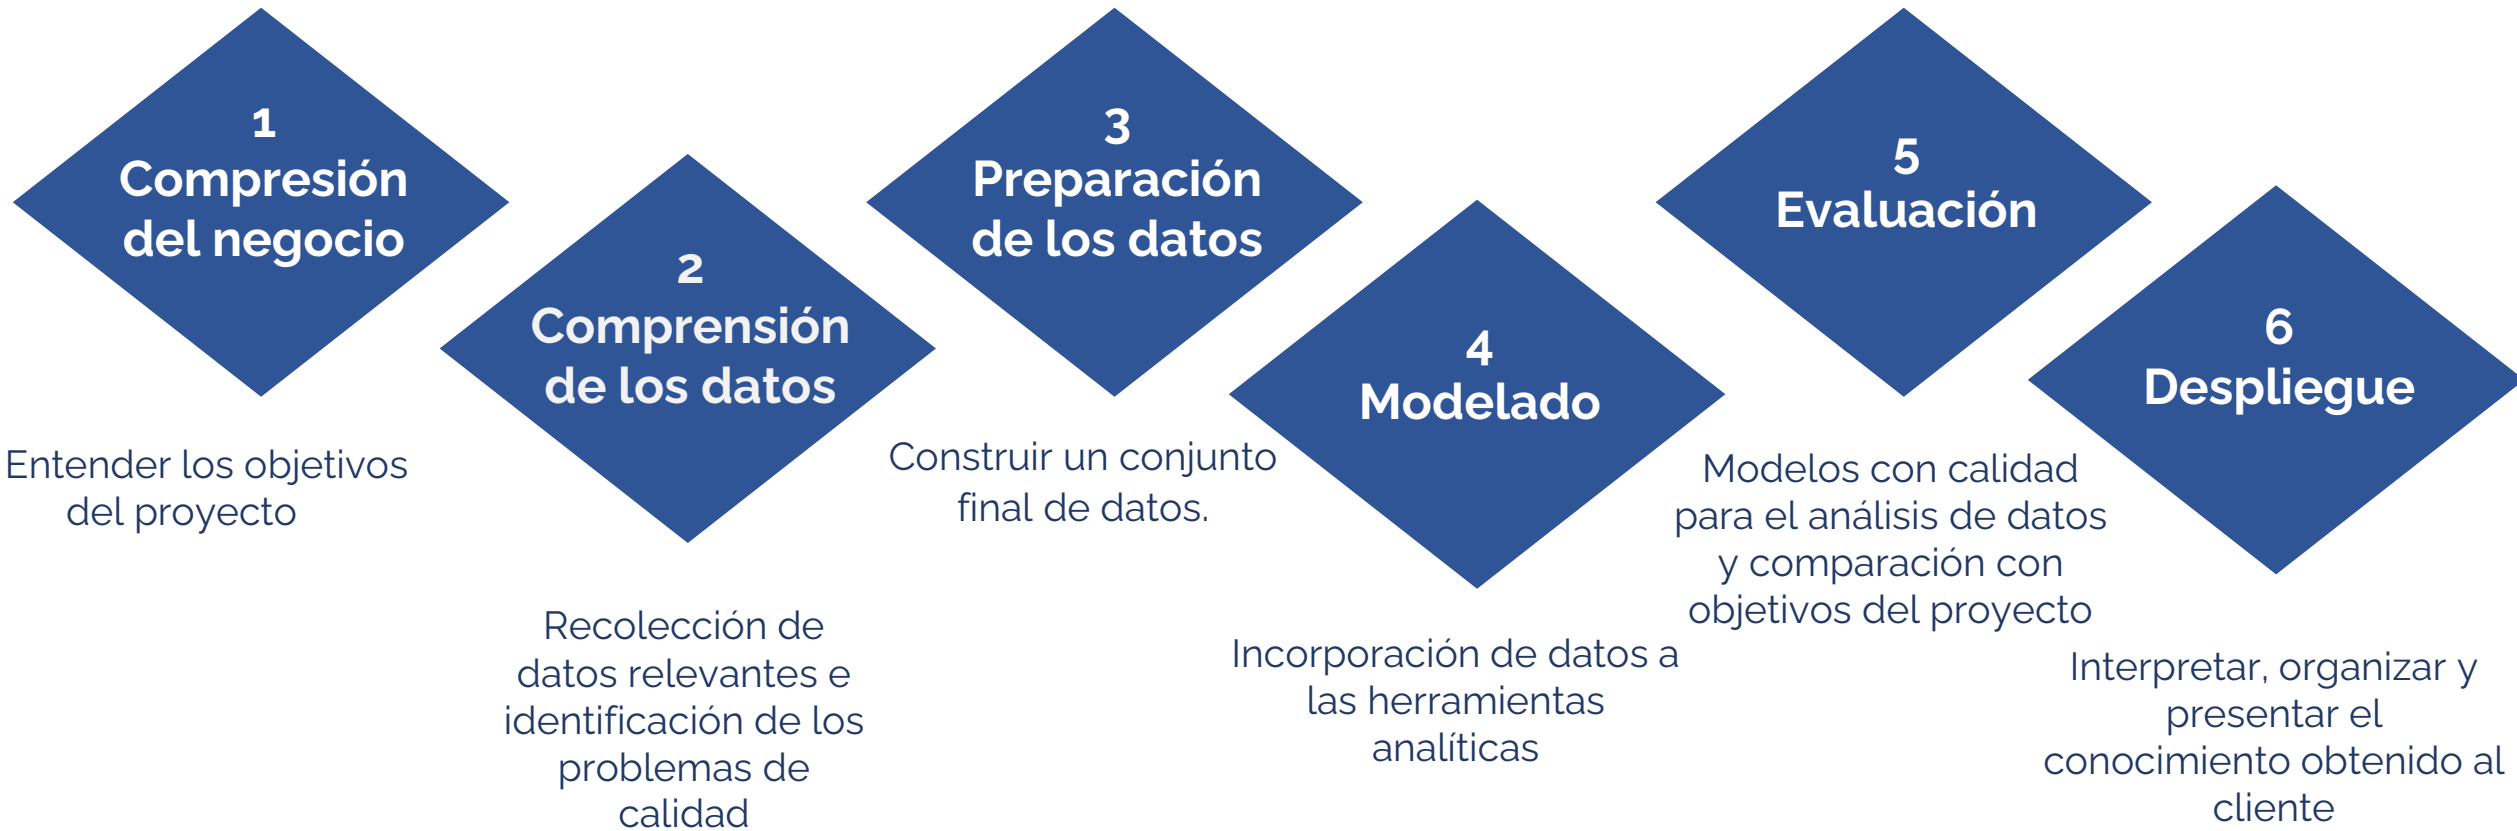 1
Compresión
del negocio
Entender los objetivos
del proyecto
2
Comprensión
de los datos
Recolección de
datos relevantes e
identificación de los
problemas de
calidad
3
Preparación
de los datos
Construir un conjunto
final de datos.
4
Modelado
Incorporación de datos a
las herramientas
analíticas
5
Evaluación
Modelos con calidad
para el análisis de datos
y comparación con
objetivos del proyecto
6
Despliegue
Interpretar, organizar y
presentar el
conocimiento obtenido al
cliente